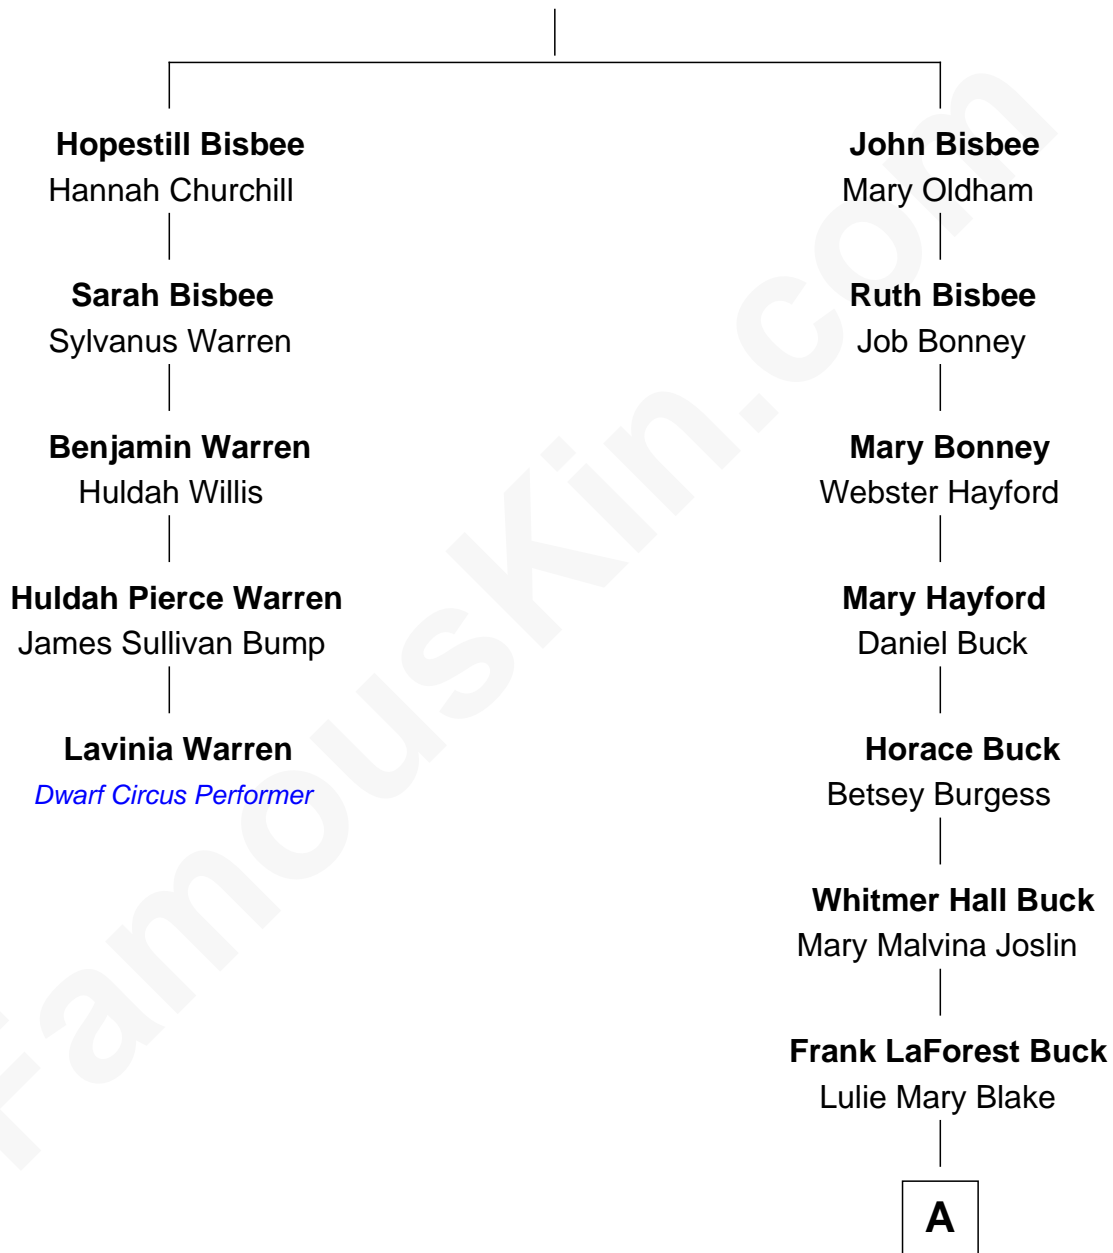 Hopestill Bisbee
Hannah Churchill
Sarah Bisbee
Sylvanus Warren
Benjamin Warren
Huldah Willis
Huldah Pierce Warren
James Sullivan Bump
Lavinia Warren
Dwarf Circus Performer
John Bisbee
Mary Oldham
Ruth Bisbee
Job Bonney
Mary Bonney
Webster Hayford
Mary Hayford
Daniel Buck
Horace Buck
Betsey Burgess
Whitmer Hall Buck
Mary Malvina Joslin
Frank LaForest Buck
Lulie Mary Blake
A
FamousKin.com